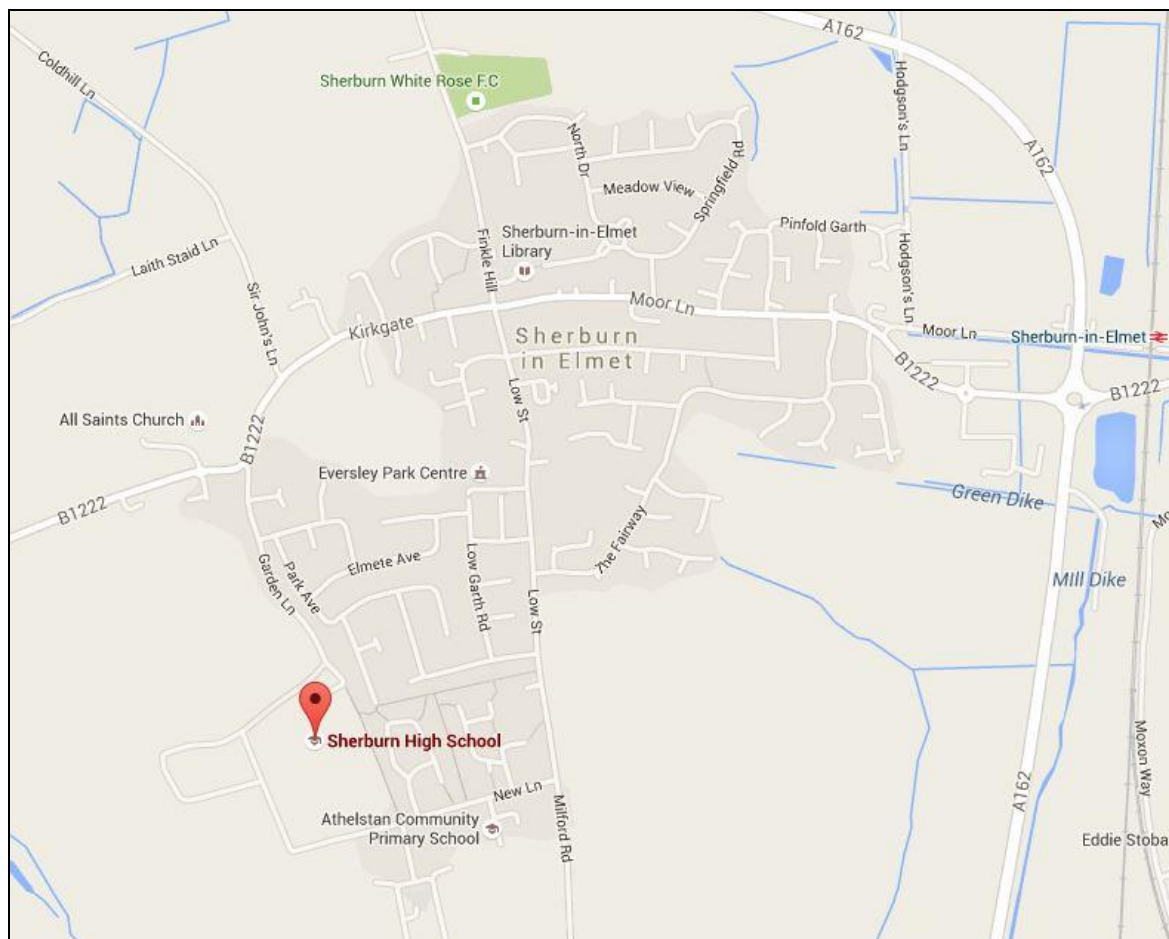 A162
Coldhill Ln
Sherburn White Rose F.C
Hodgson's Ln
A162
North Dr
Springfield Rd
Meadow View
Pinfold Garth
Sherburn-in-Elmet
Library
Finkle Hill
Hodgson's Ln
Laith Staid Ln
Sir John's Ln
Moor Ln
Kirkgate
Moor Ln
Sherburn-in-Elmet
Sherburn
in Elmet
B1222
B1222
Low St
All Saints Church
B1222
Eversley Park Centre
Green Dike
B1222
The Fairway
Elmete Ave
Park Ave
Garden Ln
Low Garth Rd
Mill Dike
Low St
Sherburn High School
Moxon Way
New Ln
A162
Athelstan Community
Primary School
Milford Rd
Eddie Stoba
Mo